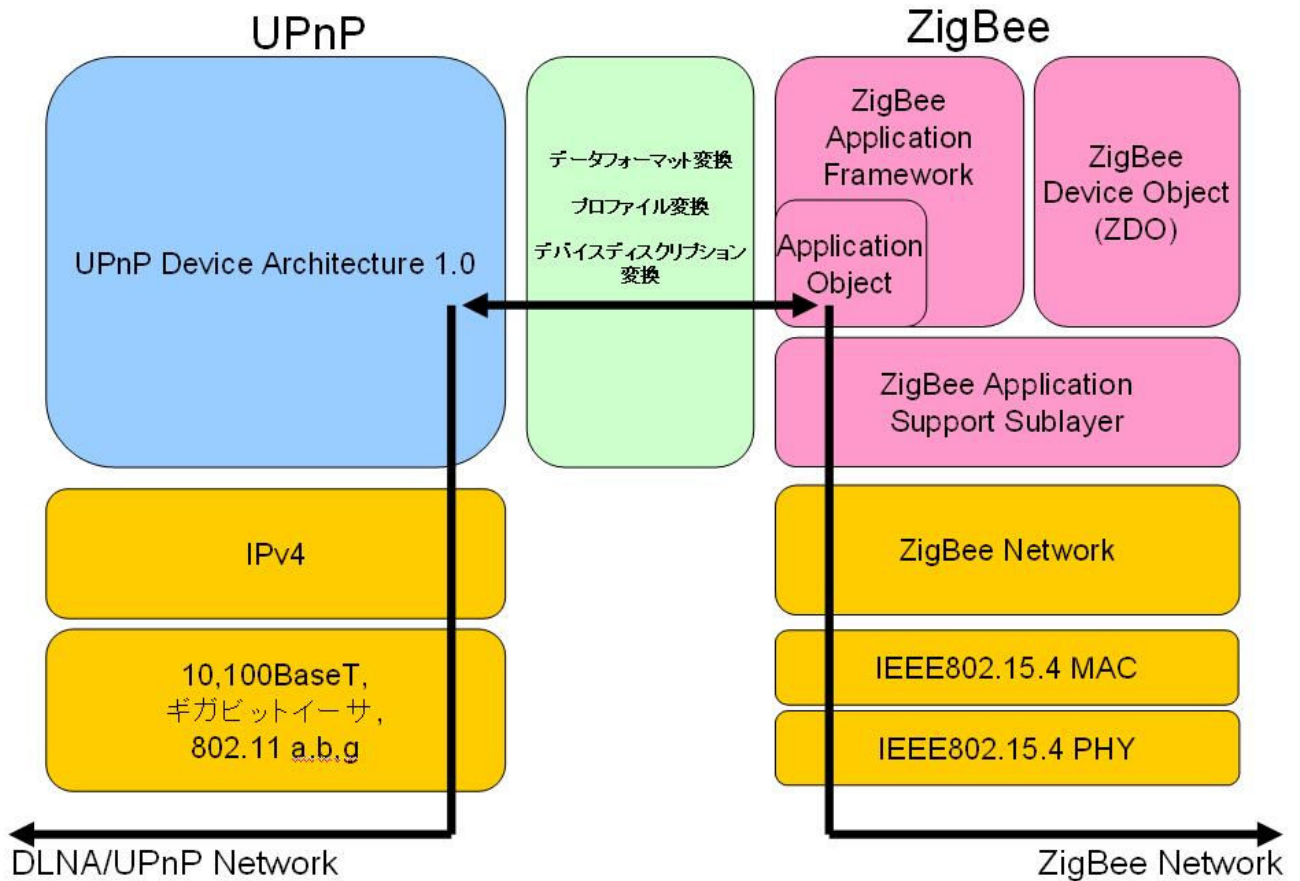 UPnP
UPnP Device Architecture 1.0
IPv4
10,100BaseT,
ギガビットイーサ,
802.11 a.b.g
DLNA/UPnP Network
データフォーマット変換
プロファイル変換
デバイスディスクリプション
変換
ZigBee
ZigBee
Application
Framework
Application
Object
ZigBee
Device Object
(ZDO)
ZigBee Application
Support Sublayer
ZigBee Network
IEEE802.15.4 MAC
IEEE802.15.4 PHY
ZigBee Network